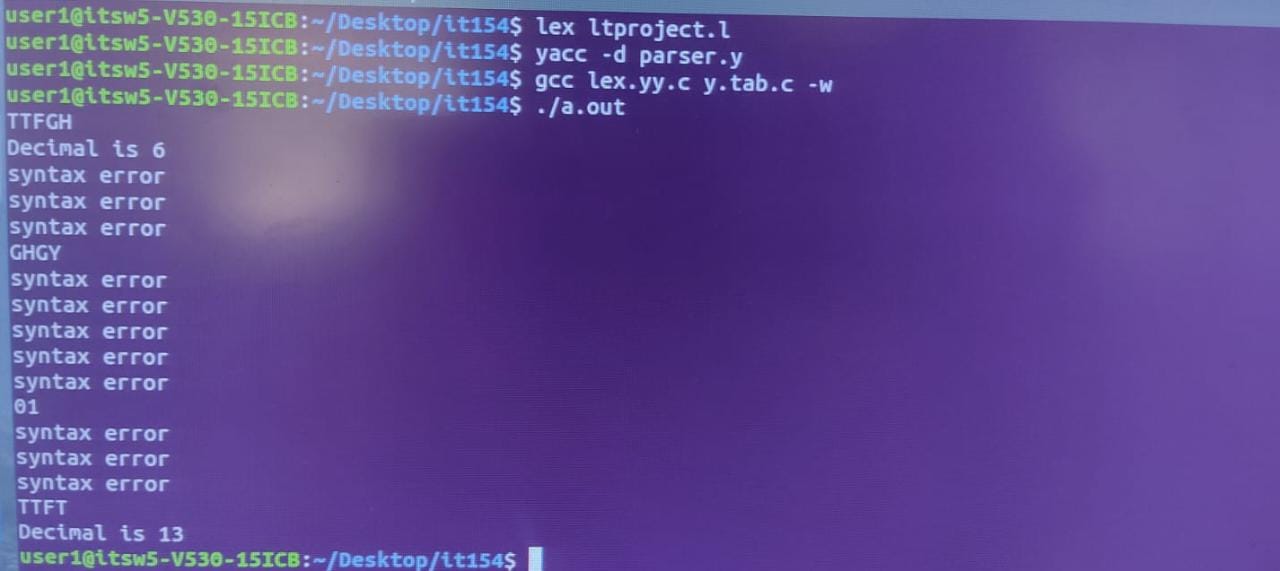 user1@itsw5-V530-15ICB:~/Desktop/it154$ lex ltproject.l
user1@itsw5-V530-15ICB:~/Desktop/it154$ yacc -d parser.y
user1@itsw5-V530-15ICB:~/Desktop/it154$ gcc lex.yy.c y.tab.c -w
user1@itsw5-V530-15ICB:~/Desktop/it154$ ./a.out
TTFGH
Decimal is 6
syntax error
syntax error
syntax error
GHGY
syntax error
syntax error
syntax error
syntax error
syntax error
01
syntax error
syntax error
syntax error
TTFT
Decimal is 13
user1@itsw5-V530-15ICB:~/Desktop/it154$